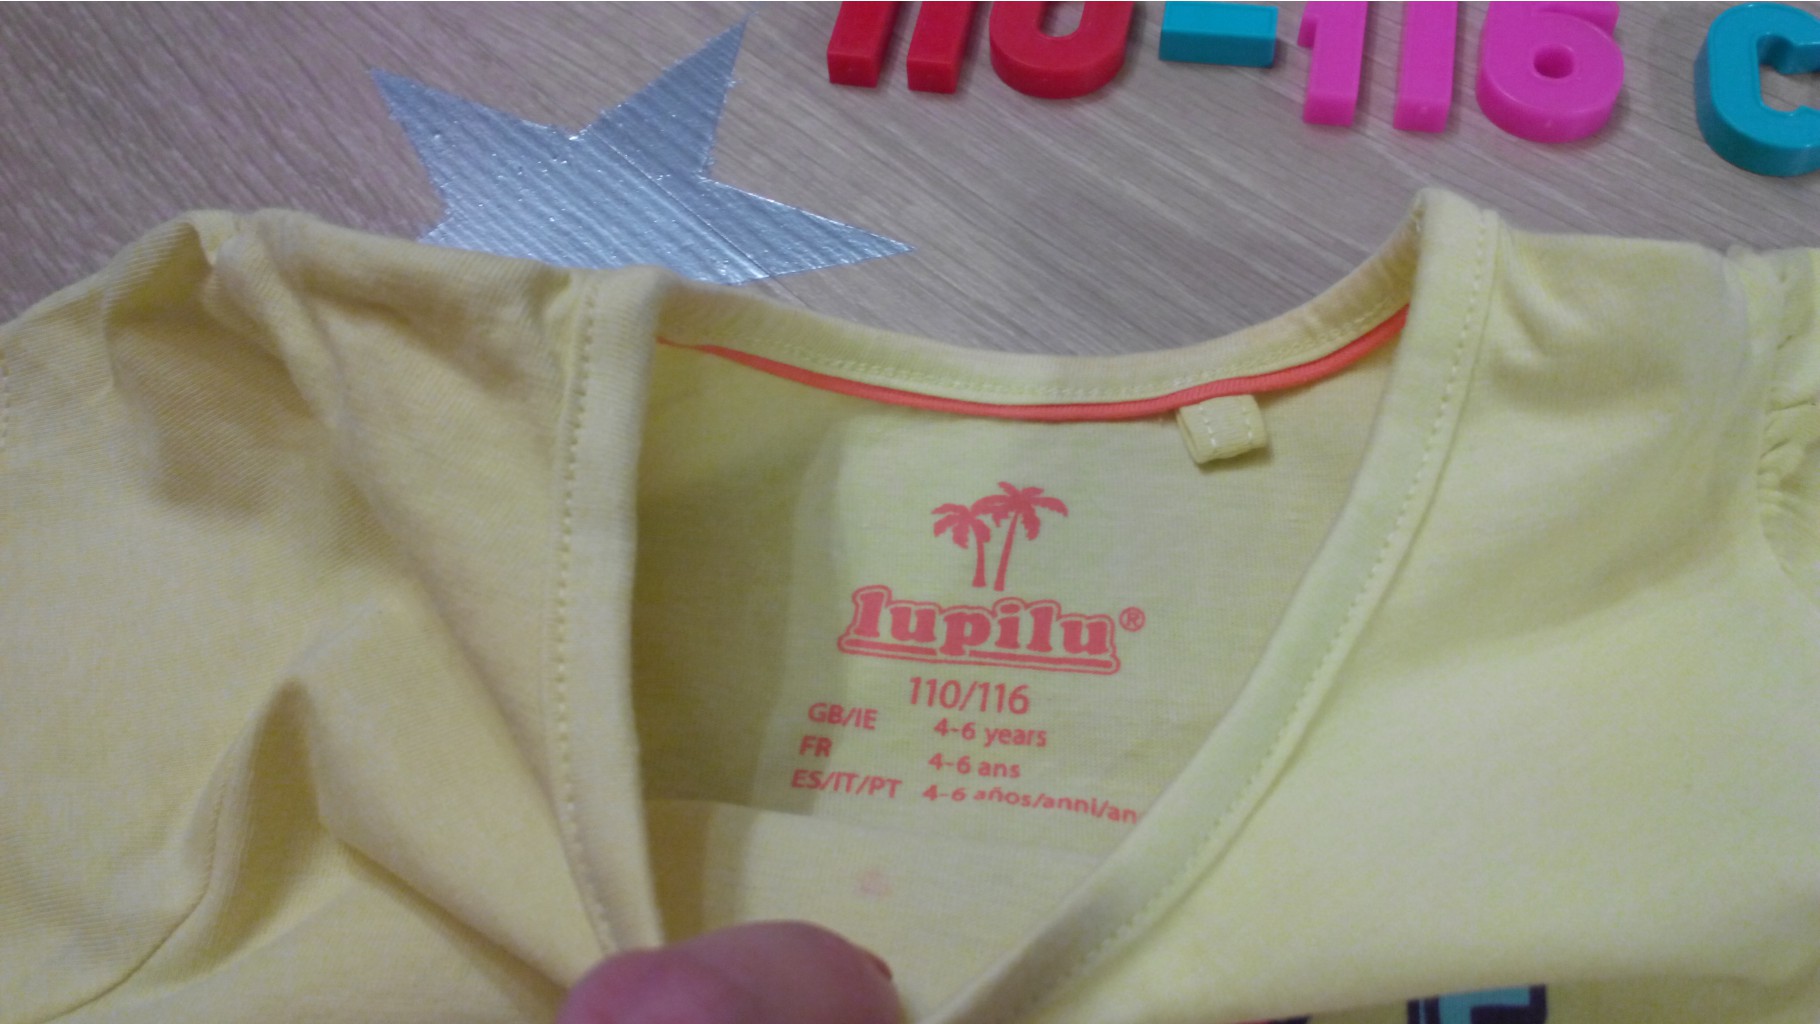 110-116 C
lupilu®
110/116
GB/IE 4-6 years
FR 4-6 ans
ES/IT/PT 4-6 años/anni/an